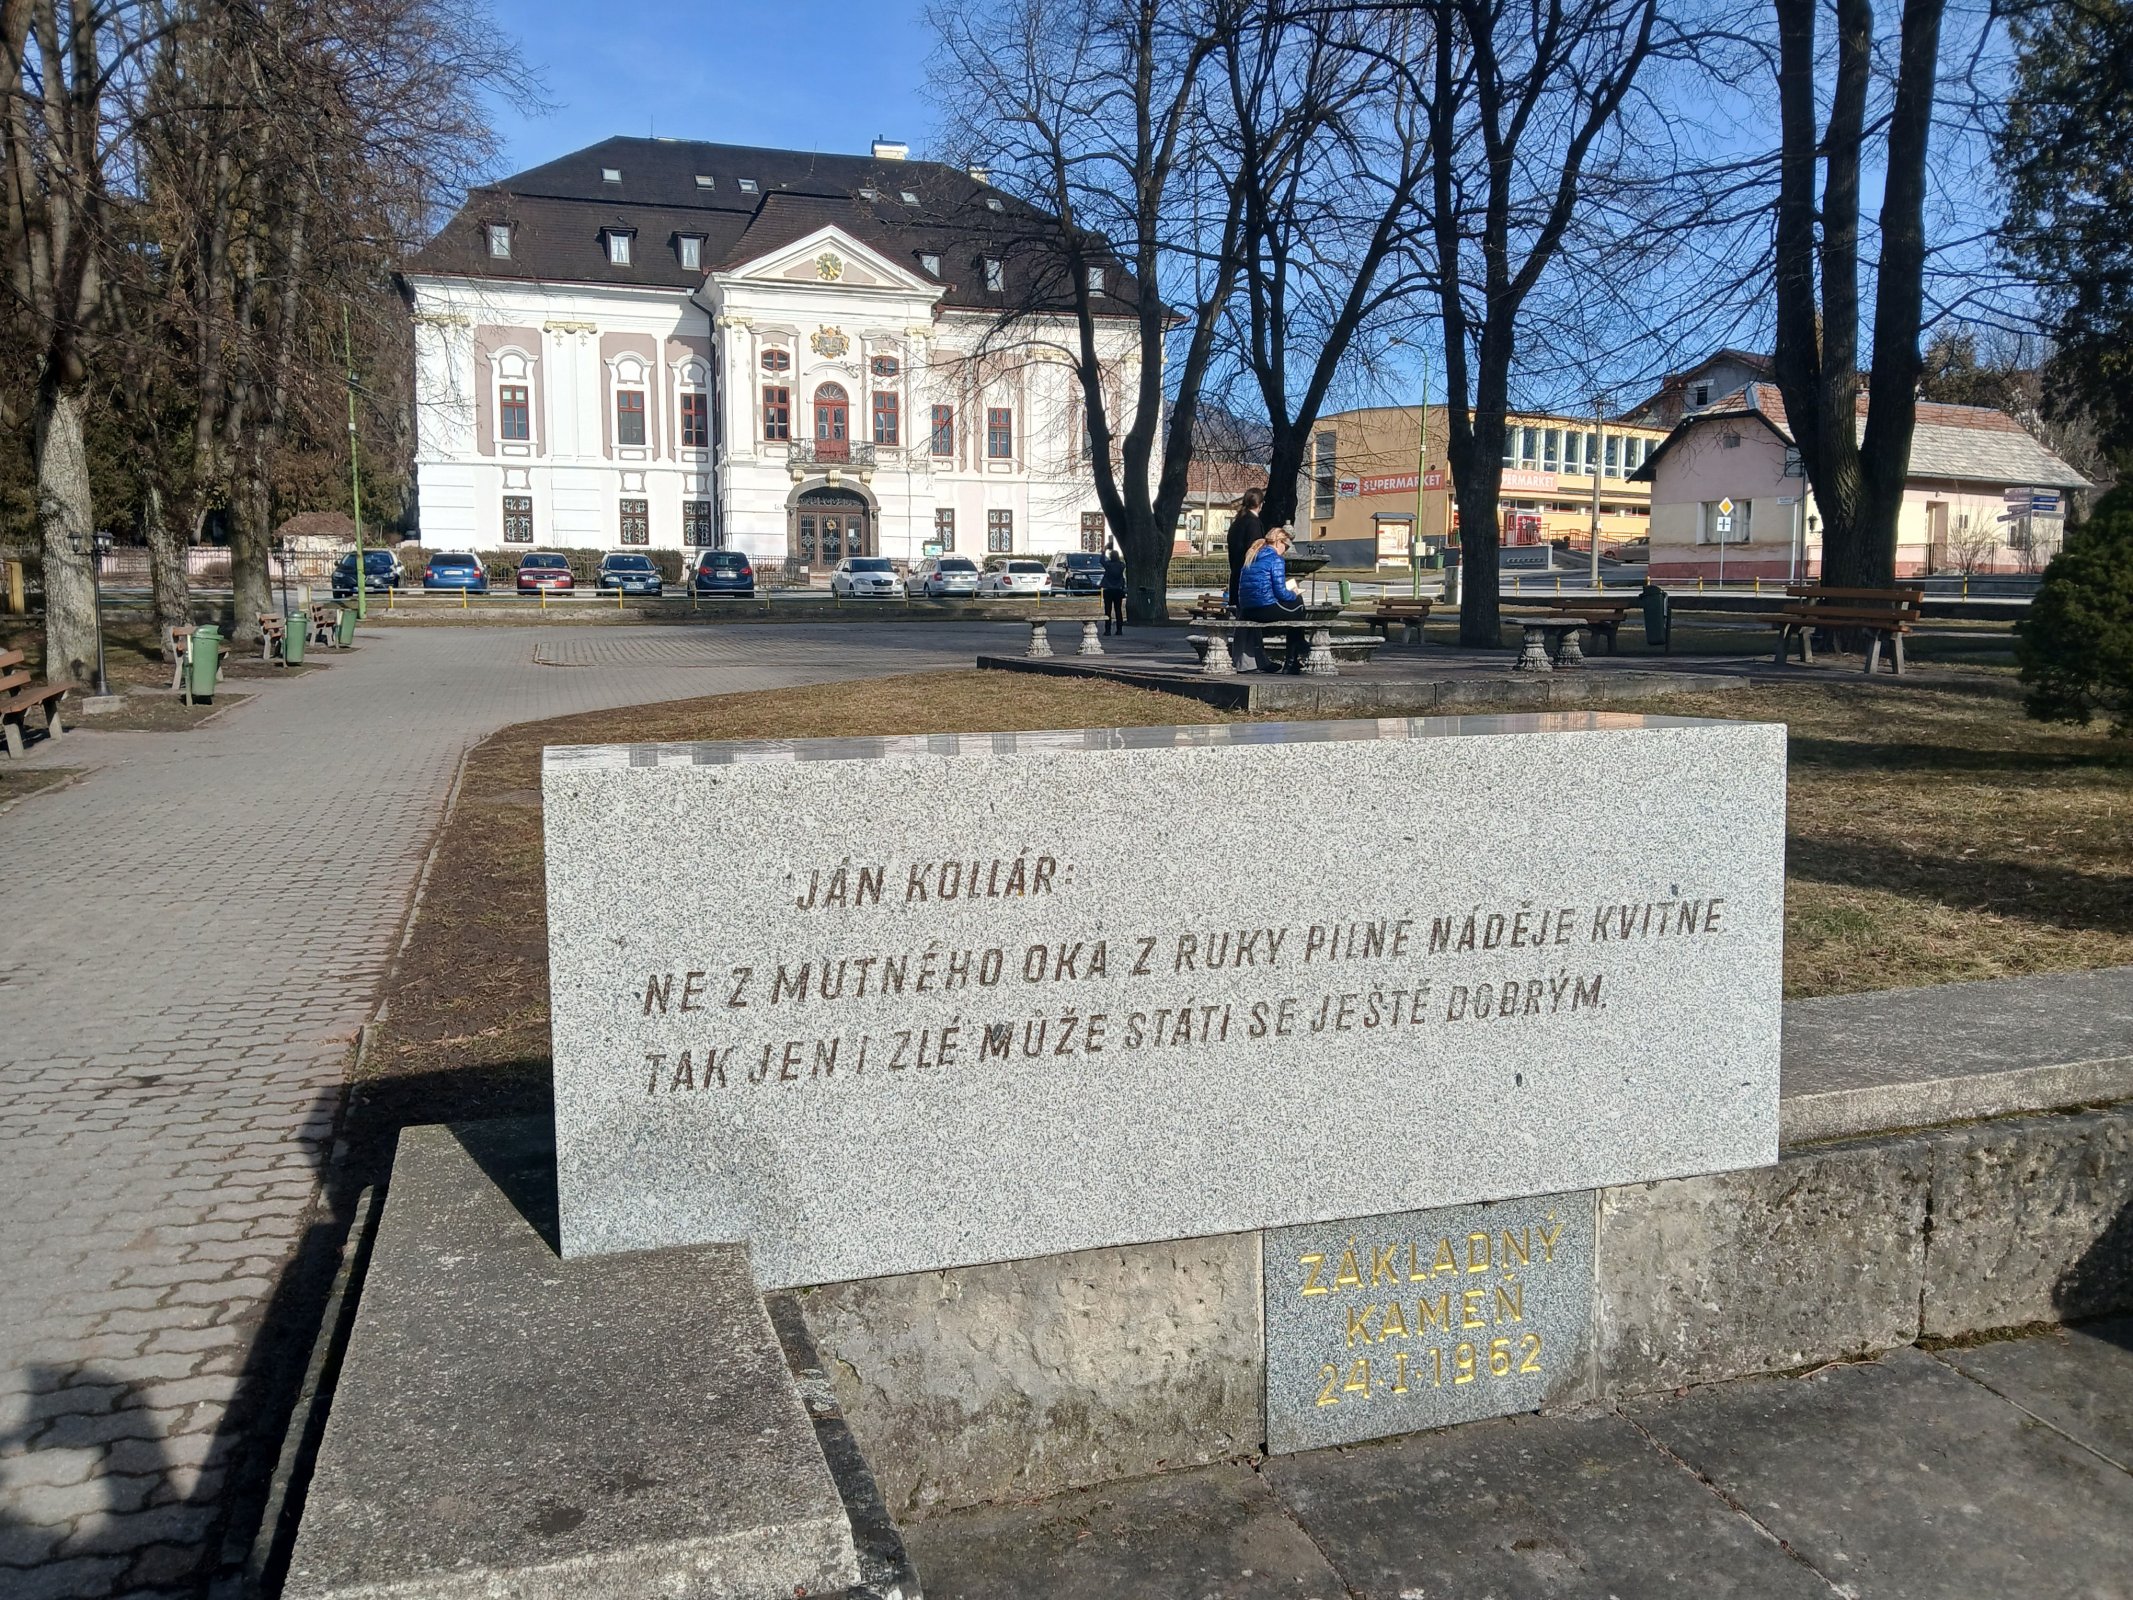 SUPERMARKET
SUPERMARKET
JÁN KOLLÁR:
NE Z MUTNÉHO OKA Z RUKY PILNÉ NÁDĚJE KVITNE
TAK JEN I ZLÉ MŮŽE STÁTI SE JEŠTĚ DOBRÝM.
ZÁKLADNÝ
KAMEŇ
24.I.1962